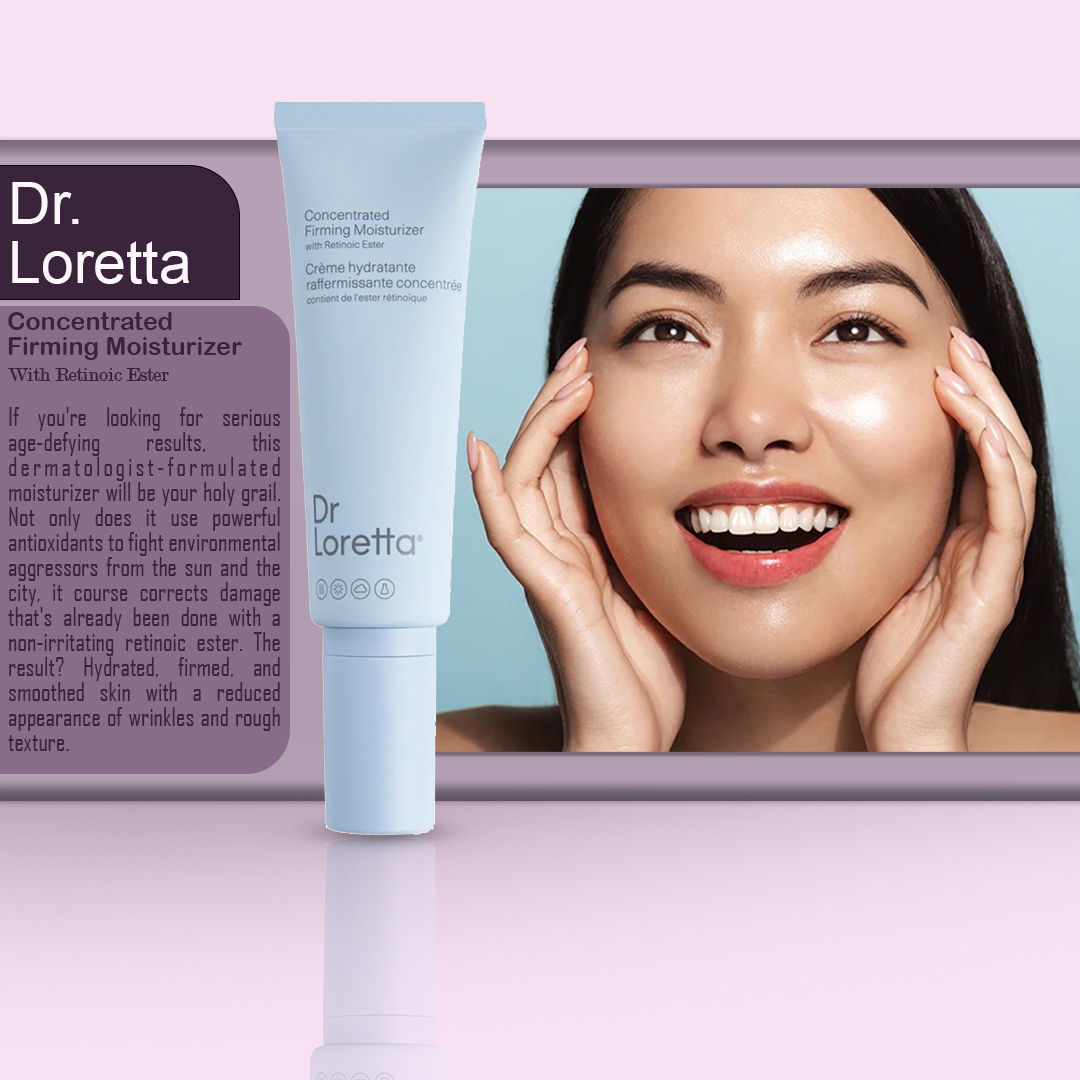 Dr.
Loretta
Concentrated
Firming Moisturizer
With Retinoic Ester
If you're looking for serious
age-defying results, this
dermatologist-formulated
moisturizer will be your holy grail.
Not only does it use powerful
antioxidants to fight environmental
aggressors from the sun and the
city, it course corrects damage
that's already been done with a
non-irritating retinoic ester. The
result? Hydrated, firmed, and
smoothed skin with a reduced
appearance of wrinkles and rough
texture.
Concentrated
Firming Moisturizer
with Retinoic Ester
Crème hydratante
raffermissante concentrée
contient de l'ester rétinoïque
Dr
Loretta®